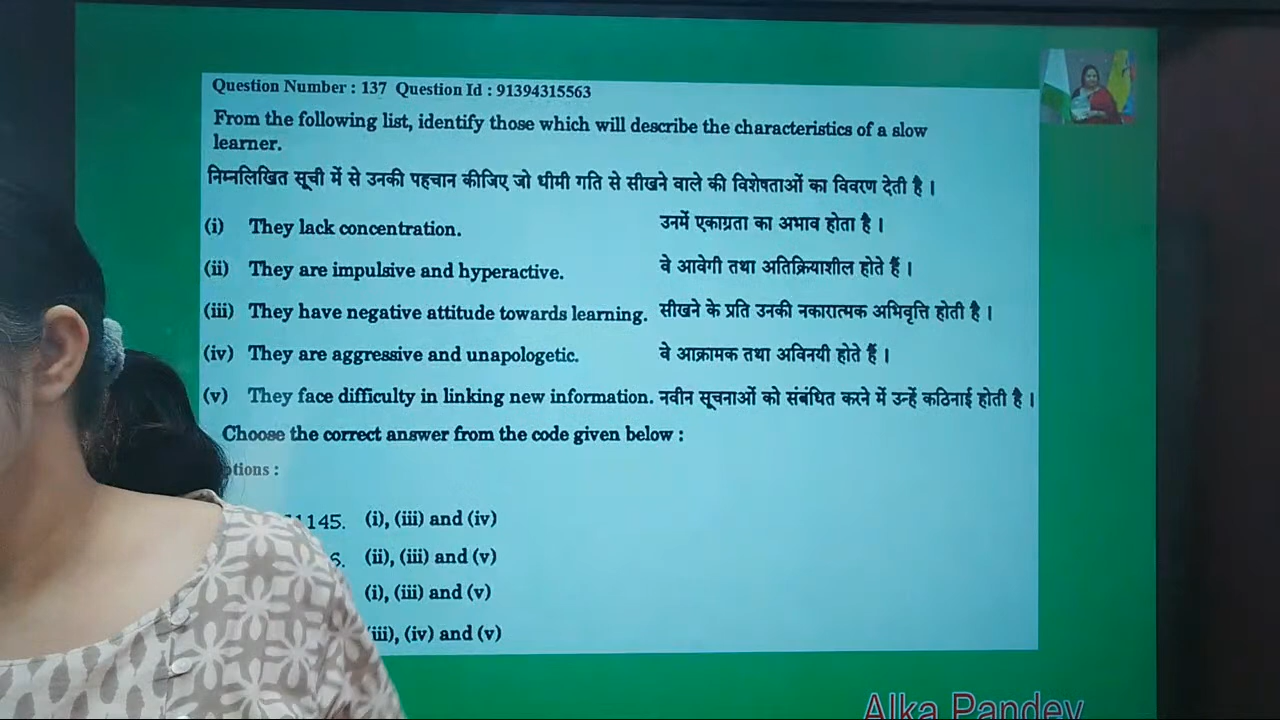 Question Number : 137 Question Id : 91394315563
From the following list, identify those which will describe the characteristics of a slow
learner.
निम्नलिखित सूची में से उनकी पहचान कीजिए जो धीमी गति से सीखने वाले की विशेषताओं का विवरण देती है ।
(i) They lack concentration. उनमें एकाग्रता का अभाव होता है ।
(ii) They are impulsive and hyperactive. वे आवेगी तथा अतिक्रियाशील होते हैं ।
(iii) They have negative attitude towards learning. सीखने के प्रति उनकी नकारात्मक अभिवृत्ति होती है ।
(iv) They are aggressive and unapologetic. वे आक्रामक तथा अविनयी होते हैं ।
(v) They face difficulty in linking new information. नवीन सूचनाओं को संबंधित करने में उन्हें कठिनाई होती है ।
Choose the correct answer from the code given below :
tions :
1145. (i), (iii) and (iv)
(ii), (iii) and (v)
(i), (iii) and (v)
iii), (iv) and (v)
Alka Pandey